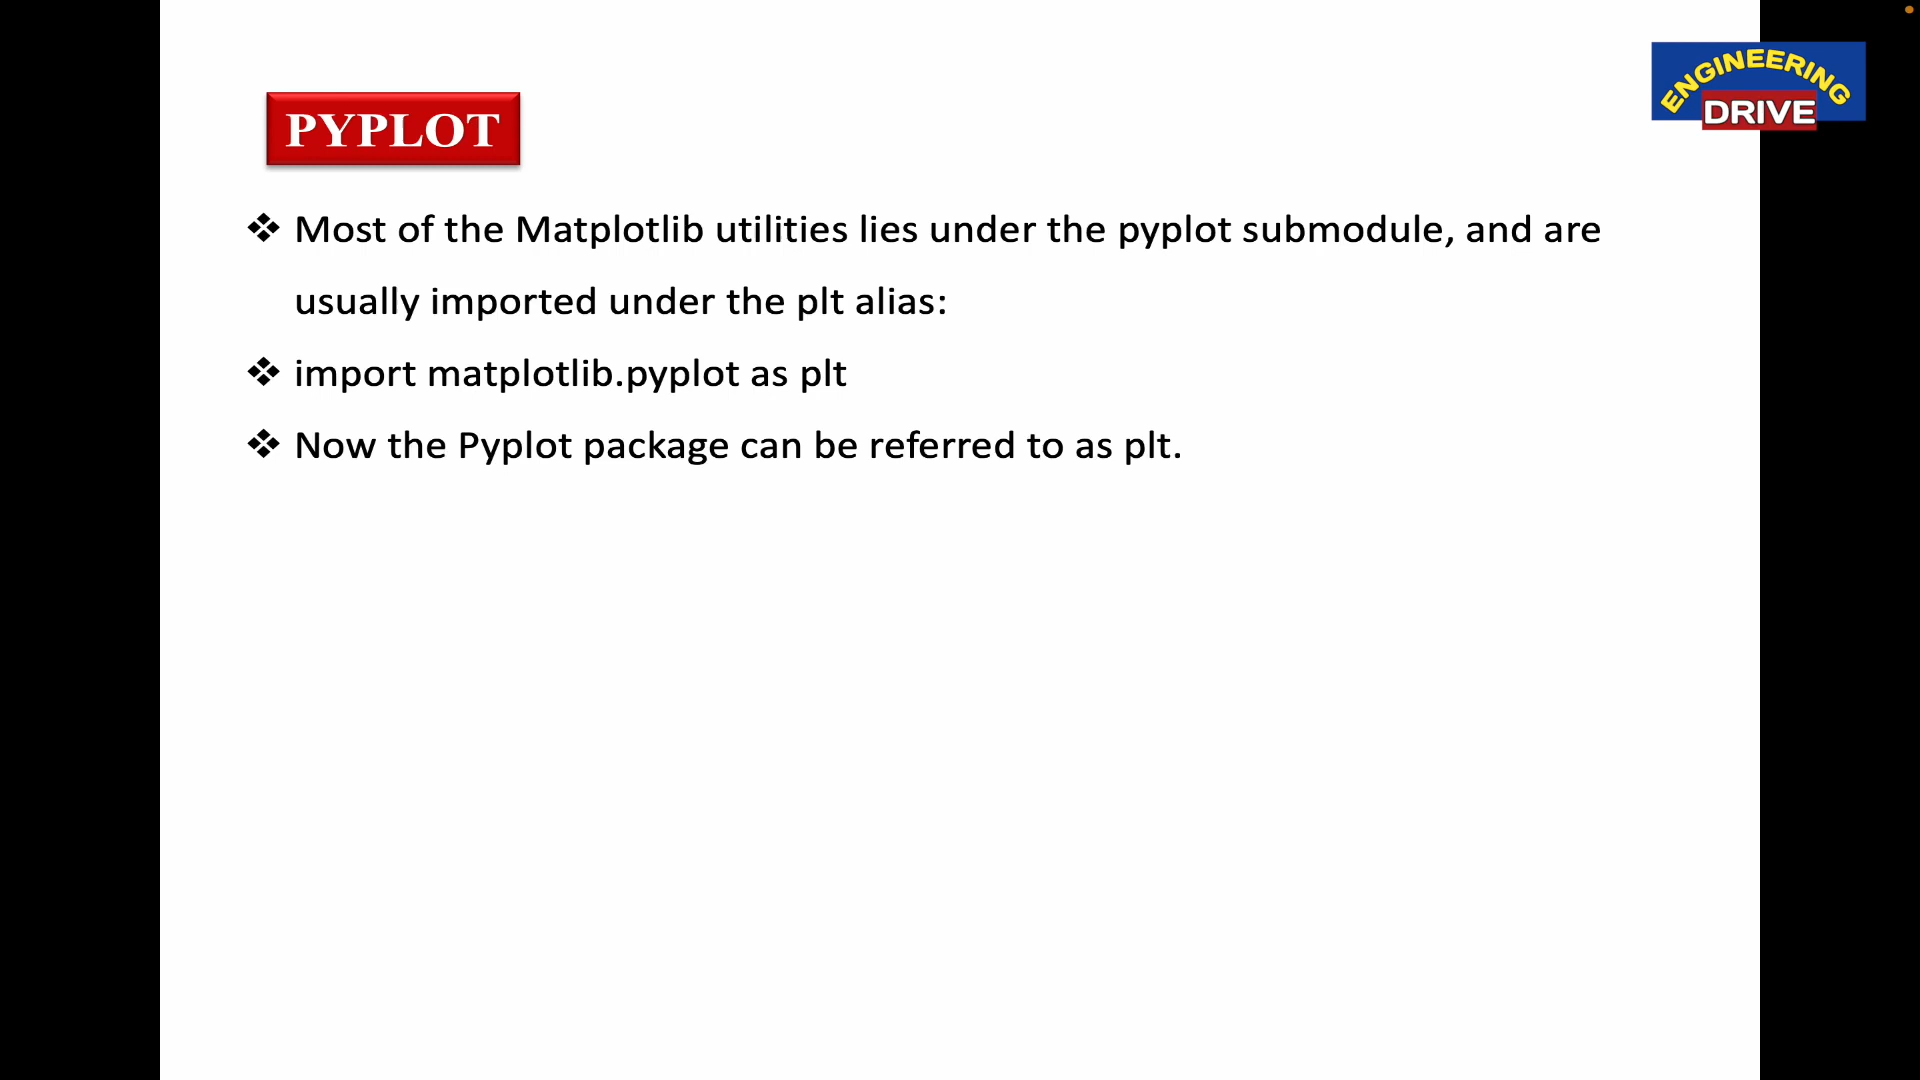 ENGINEERING
DRIVE
PYPLOT
❖ Most of the Matplotlib utilities lies under the pyplot submodule, and are
usually imported under the plt alias:
❖ import matplotlib.pyplot as plt
❖ Now the Pyplot package can be referred to as plt.